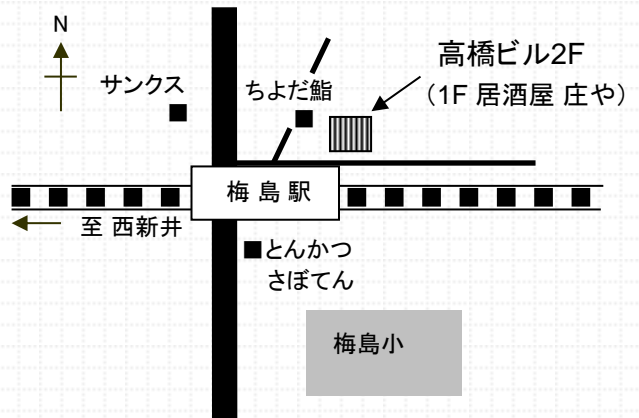 N
高橋ビル2F
（1F 居酒屋 庄や）
サンクス
ちよだ鮨
梅 島 駅
至 西新井
とんかつ
さぼてん
梅島小